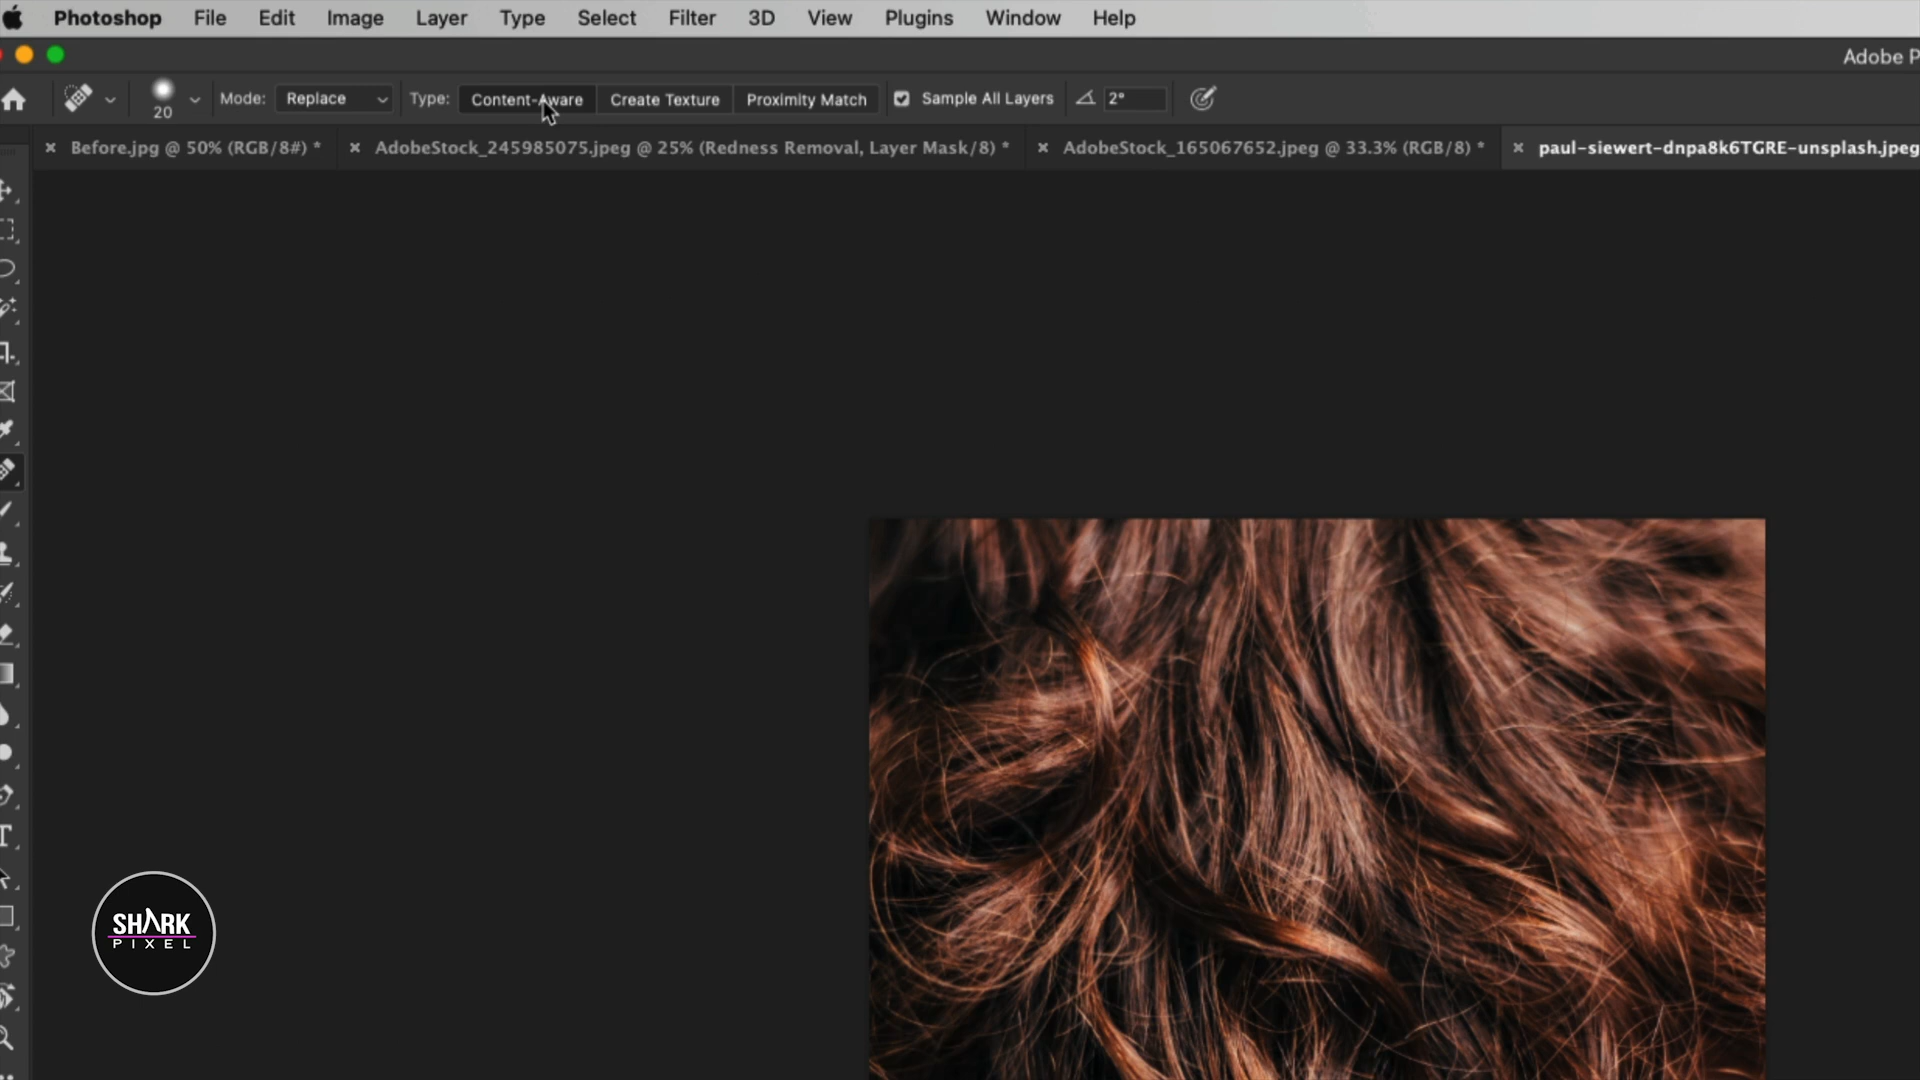 Photoshop File Edit Image Layer Type Select Filter 3D View Plugins Window Help
Adobe P
20 Mode: Replace Type: Content-Aware Create Texture Proximity Match Sample All Layers 2°
Before.jpg @ 50% (RGB/8#) * AdobeStock_245985075.jpeg @ 25% (Redness Removal, Layer Mask/8) * AdobeStock_165067652.jpeg @ 33.3% (RGB/8) * paul-siewert-dnpa8k6TGRE-unsplash.jpeg
SHARK
PIXEL